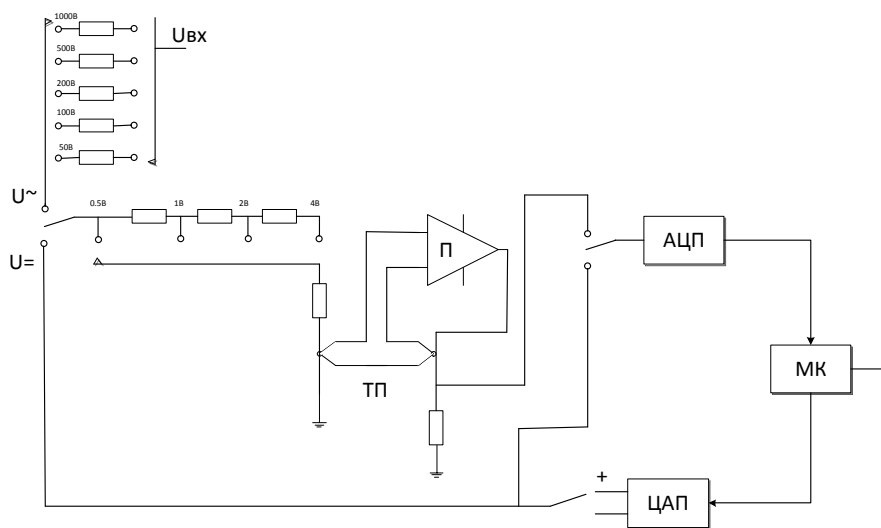 1000В
Uвх
500В
200В
100В
50В
U~
0.5В
1В
2В
4В
U=
П
АЦП
ТП
МК
+
ЦАП